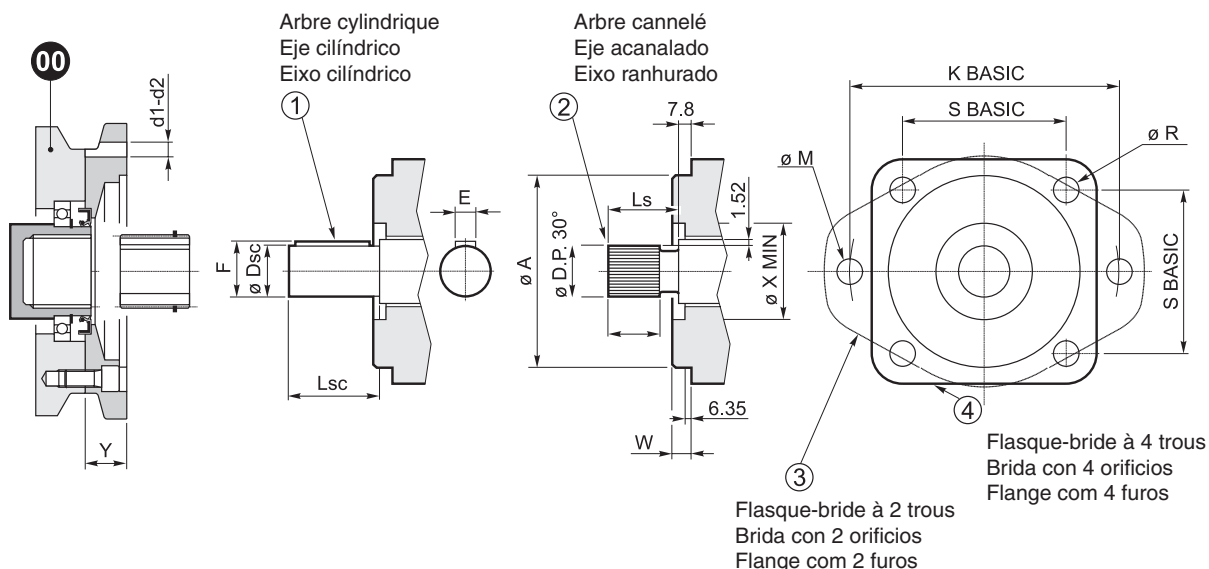 Arbre cylindrique
Eje cilíndrico
Eixo cilíndrico
Arbre cannelé
Eje acanalado
Eixo ranhurado
00
d1-d2
1
2
7.8
K BASIC
S BASIC
ø R
ø M
E
Ls
1.52
F
ø Dsc
ø A
ø D.P. 30°
ø X MIN
S BASIC
Lsc
6.35
W
Y
4
3
Flasque-bride à 4 trous
Brida con 4 orificios
Flange com 4 furos
Flasque-bride à 2 trous
Brida con 2 orificios
Flange com 2 furos